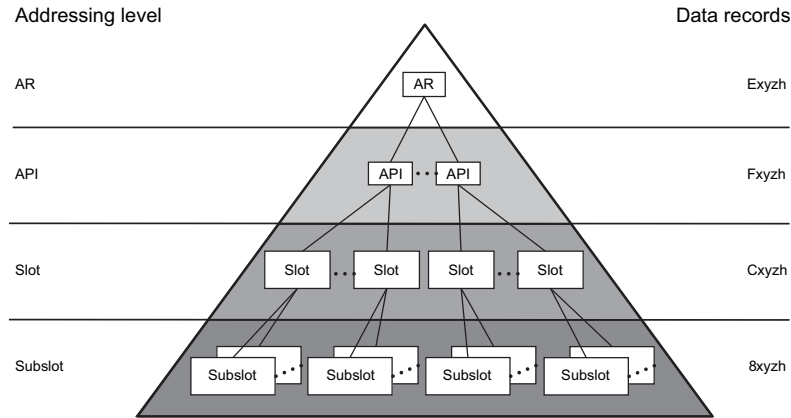 Addressing level
Data records
AR
AR
Exyzh
API
API
API
Fxyzh
Slot
Slot
Slot
Slot
Slot
Cxyzh
Subslot
Subslot
Subslot
Subslot
Subslot
8xyzh